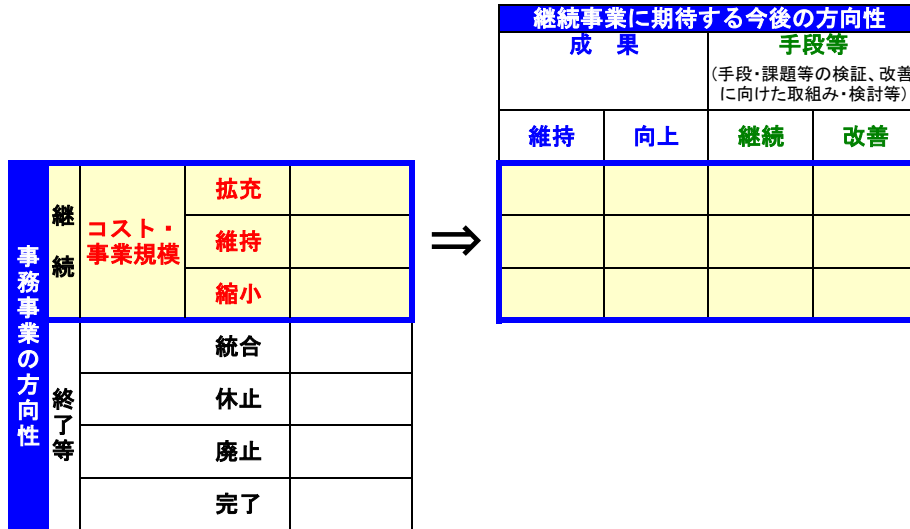 継続事業に期待する今後の方向性
成　果
手段等
(手段・課題等の検証、改善
に向けた取組み・検討等)
維持
向上
継続
改善
事務事業の方向性
継続
コスト・
事業規模
拡充
維持
縮小
⇒
終了等
統合
休止
廃止
完了